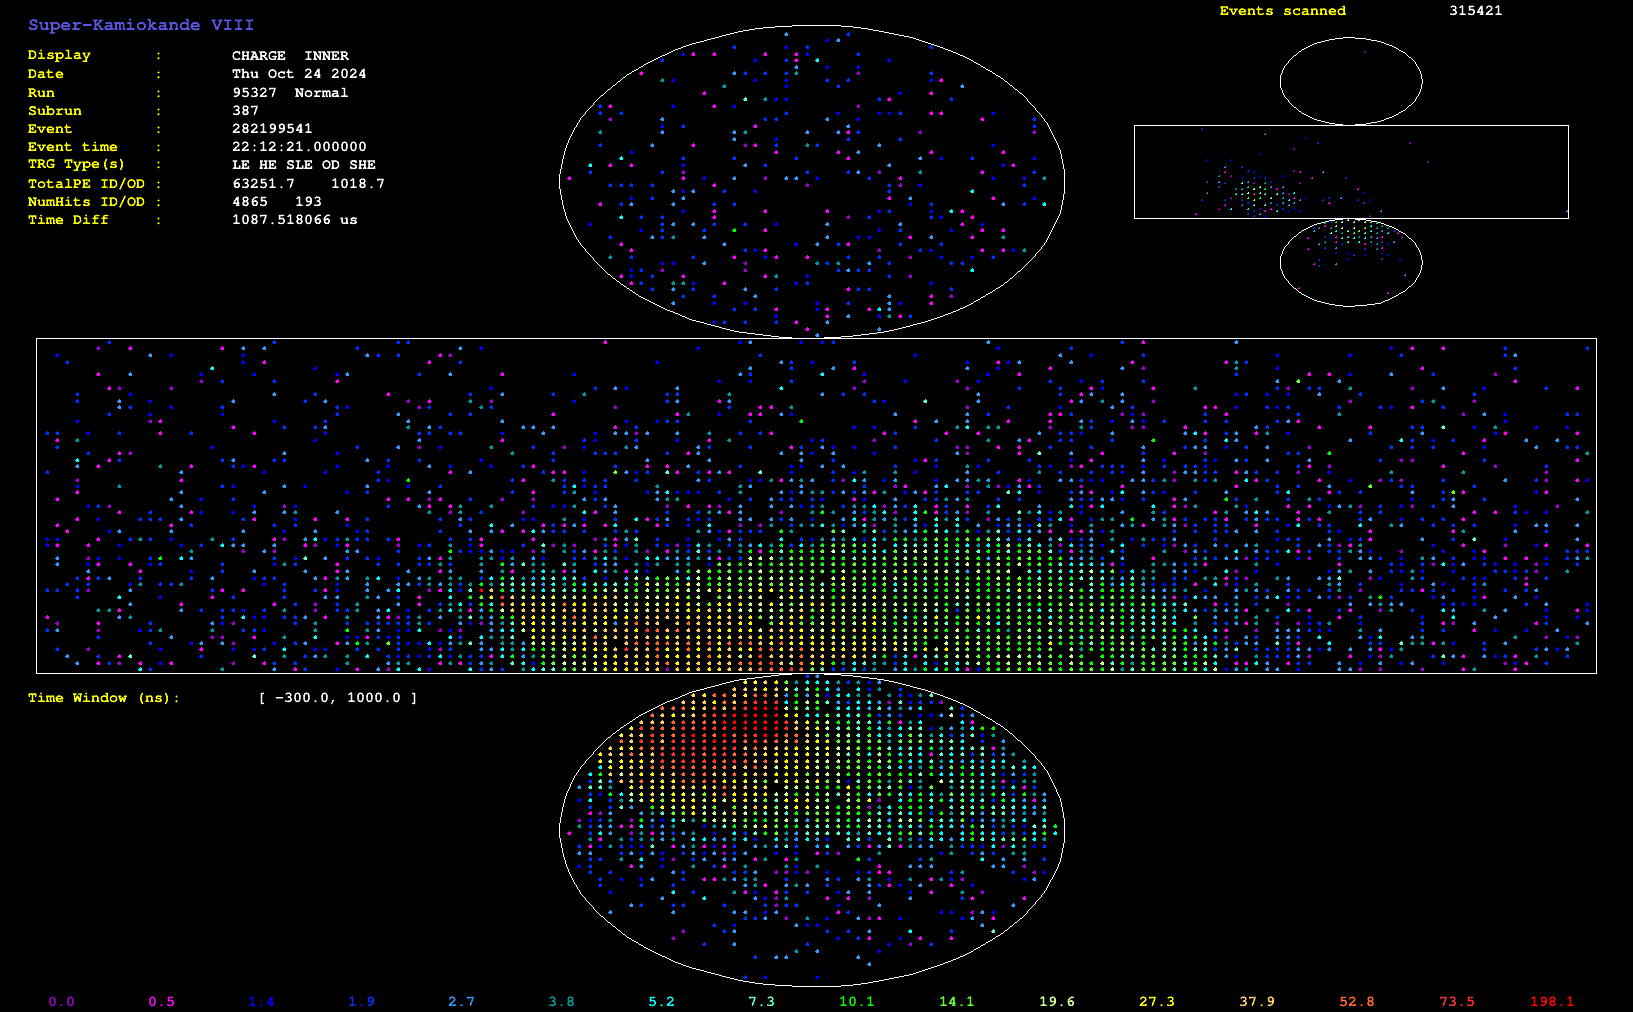 Super-Kamiokande VIII
Events scanned 315421
Display : CHARGE INNER
Date : Thu Oct 24 2024
Run : 95327 Normal
Subrun : 387
Event : 282199541
Event time : 22:12:21.000000
TRG Type(s) : LE HE SLE OD SHE
TotalPE ID/OD : 63251.7 1018.7
NumHits ID/OD : 4865 193
Time Diff : 1087.518066 us
Time Window (ns): [ -300.0, 1000.0 ]
0.0 0.5 1.4 1.9 2.7 3.8 5.2 7.3 10.1 14.1 19.6 27.3 37.9 52.8 73.5 198.1